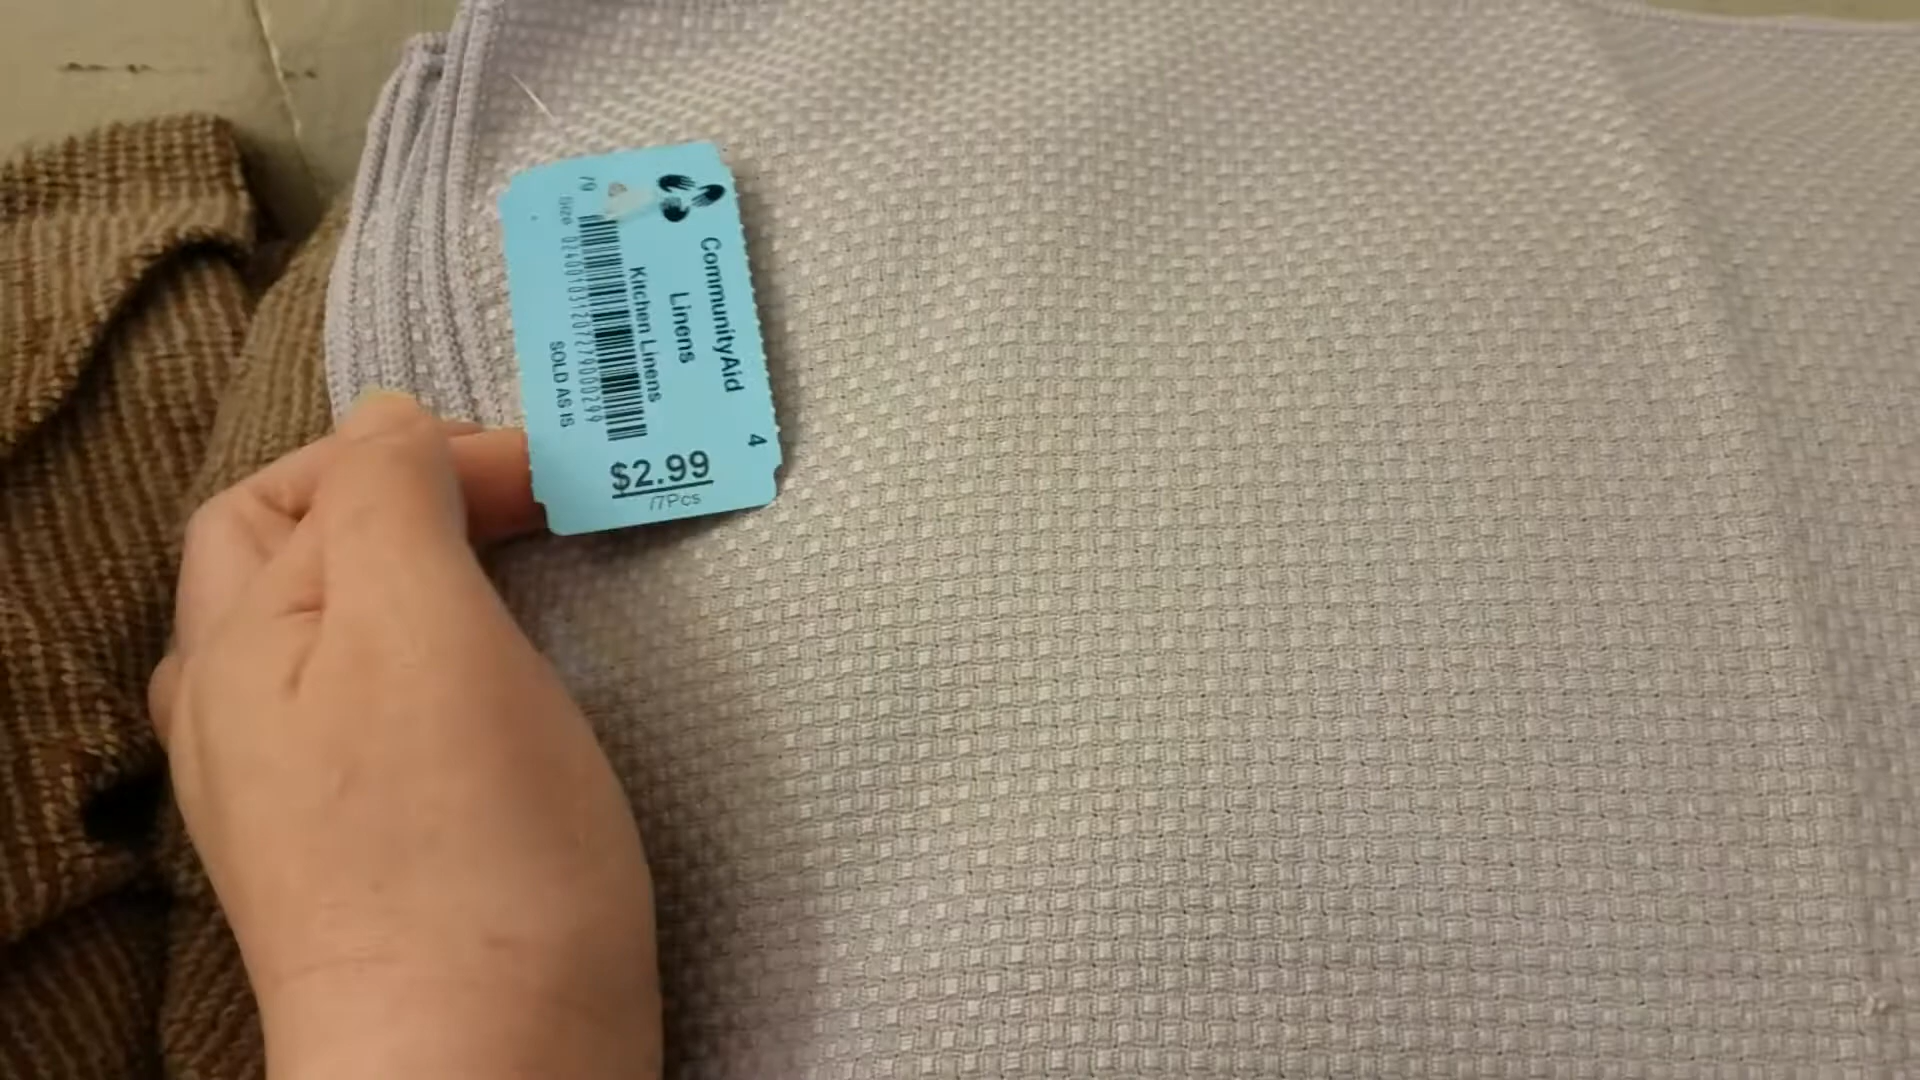 CommunityAid
4
Linens
Kitchen Linens
SOLD AS IS
$2.99
/7Pcs